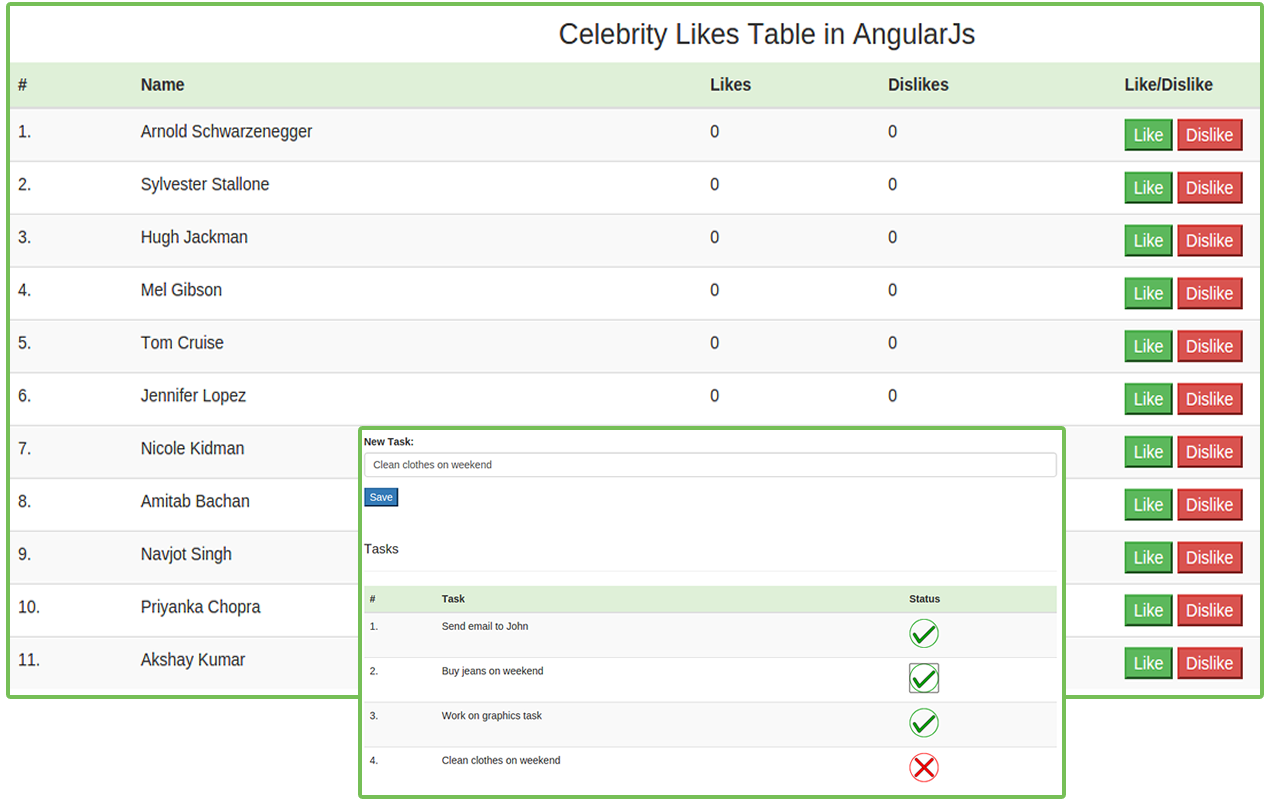 Celebrity Likes Table in AngularJs
# Name Likes Dislikes Like/Dislike
1. Arnold Schwarzenegger 0 0 Like Dislike
2. Sylvester Stallone 0 0 Like Dislike
3. Hugh Jackman 0 0 Like Dislike
4. Mel Gibson 0 0 Like Dislike
5. Tom Cruise 0 0 Like Dislike
6. Jennifer Lopez 0 0 Like Dislike
7. Nicole Kidman Like Dislike
8. Amitab Bachan Like Dislike
9. Navjot Singh Like Dislike
10. Priyanka Chopra Like Dislike
11. Akshay Kumar Like Dislike
New Task:
Clean clothes on weekend
Save
Tasks
# Task Status
1. Send email to John
2. Buy jeans on weekend
3. Work on graphics task
4. Clean clothes on weekend